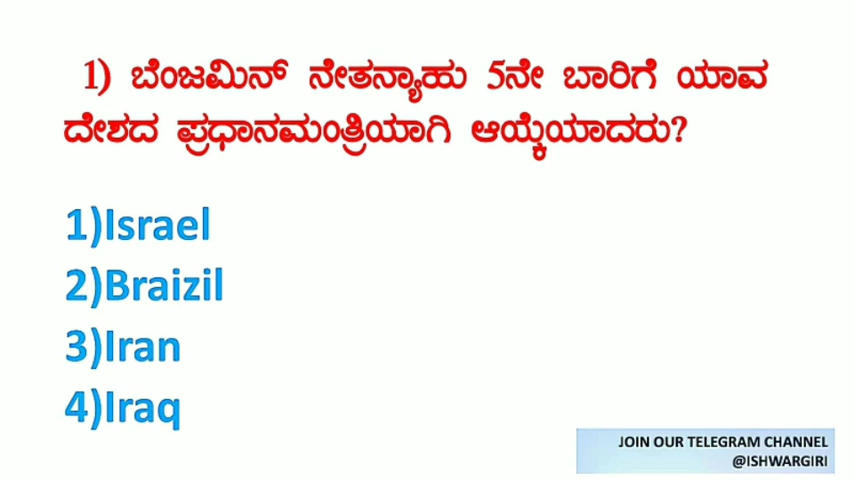 1) ಬೆಂಜಮಿನ್ ನೇತನ್ಯಾಹು 5ನೇ ಬಾರಿಗೆ ಯಾವ
ದೇಶದ ಪ್ರಧಾನಮಂತ್ರಿಯಾಗಿ ಆಯ್ಕೆಯಾದರು?
1)Israel
2)Braizil
3)Iran
4)Iraq
JOIN OUR TELEGRAM CHANNEL
@ISHWARGIRI